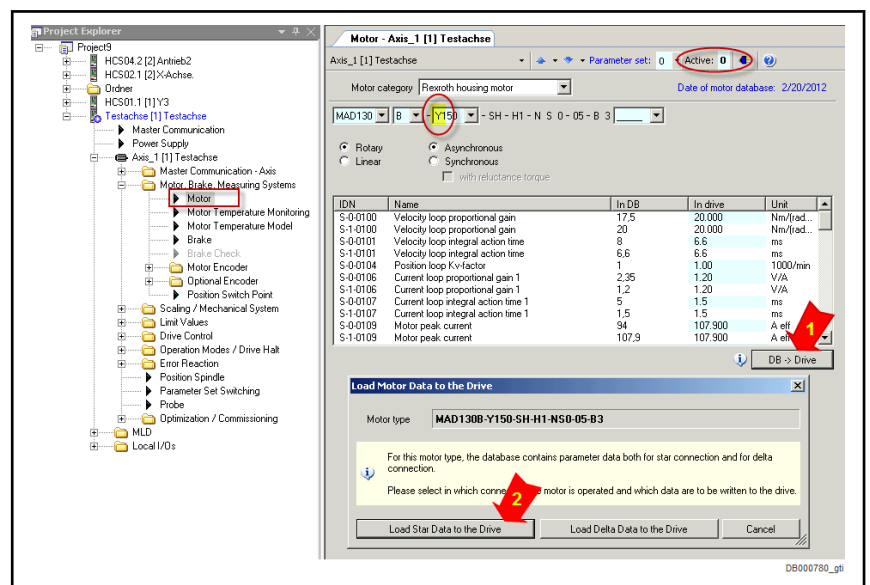 Project Explorer
Project9
HCS04.2 [2] Antrieb2
HCS02.1 [2] X-Achse.
Ordner
HCS01.1 [1] Y3
Testachse [1] Testachse
Master Communication
Power Supply
Axis_1 [1] Testachse
Master Communication - Axis
Motor, Brake, Measuring Systems
Motor
Motor Temperature Monitoring
Motor Temperature Model
Brake
Brake Check
Motor Encoder
Optional Encoder
Position Switch Point
Scaling / Mechanical System
Limit Values
Drive Control
Operation Modes / Drive Halt
Error Reaction
Position Spindle
Parameter Set Switching
Probe
Optimization / Commissioning
MLD
Local I/Os
Motor - Axis_1 [1] Testachse
Axis_1 [1] Testachse Parameter set: 0 Active: 0
Motor category Rexroth housing motor Date of motor database: 2/20/2012
MAD130 B - Y150 - SH - H1 - N S 0 - 05 - B 3
Rotary Asynchronous
Linear Synchronous
with reluctance torque
IDN Name In DB In drive Unit
S-0-0100 Velocity loop proportional gain 17,5 20.000 Nm/(rad...
S-1-0100 Velocity loop proportional gain 20 20.000 Nm/(rad...
S-0-0101 Velocity loop integral action time 8 6.6 ms
S-1-0101 Velocity loop integral action time 6,6 6.6 ms
S-0-0104 Position loop Kv-factor 1 1.00 1000/min
S-0-0106 Current loop proportional gain 1 2,35 1.20 V/A
S-1-0106 Current loop proportional gain 1 1,2 1.20 V/A
S-0-0107 Current loop integral action time 1 5 1.5 ms
S-1-0107 Current loop integral action time 1 1,5 1.5 ms
S-0-0109 Motor peak current 94 107.900 A eff
S-1-0109 Motor peak current 107,9 107.900 A eff
1
DB -> Drive
Load Motor Data to the Drive
Motor type MAD130B-Y150-SH-H1-NS0-05-B3
For this motor type, the database contains parameter data both for star connection and for delta
connection.
Please select in which motor is operated and which data are to be written to the drive.
2
Load Star Data to the Drive Load Delta Data to the Drive Cancel
DB000780_gti